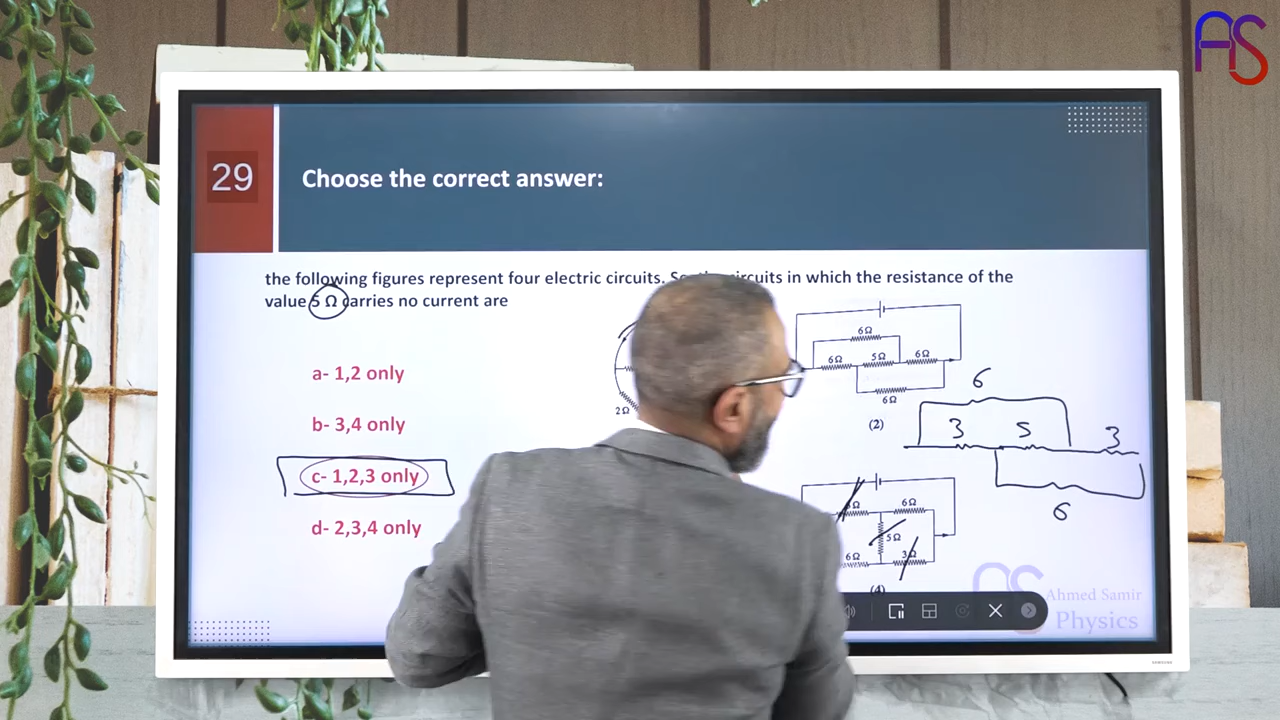 AS
29
Choose the correct answer:
the following figures represent four electric circuits. circuits in which the resistance of the
value 5 Ω carries no current are
a- 1,2 only
b- 3,4 only
c- 1,2,3 only
d- 2,3,4 only
2Ω
6Ω
6Ω 5Ω 6Ω
6Ω
(2)
6
3 5 3
6
6Ω
5Ω
6Ω 3Ω
(4)
AS
Ahmed Samir
Physics
SAMSUNG